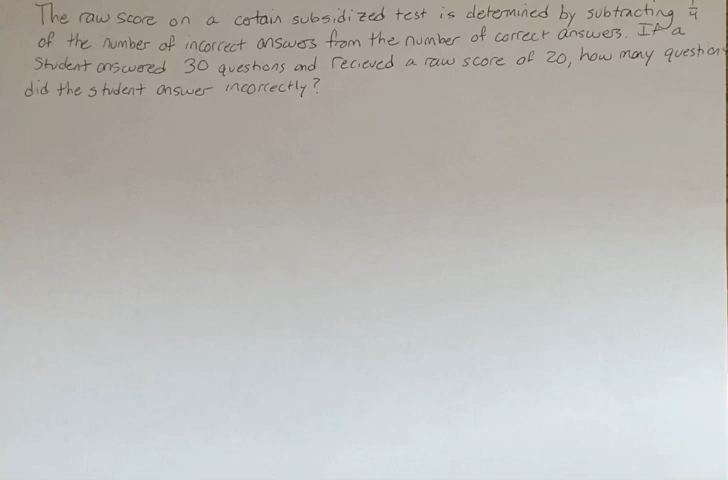 The raw score on a certain subsidized test is determined by subtracting 1/4
of the number of incorrect answers from the number of correct answers. If a
Student answered 30 questions and recieved a raw score of 20, how many questions
did the student answer incorrectly?